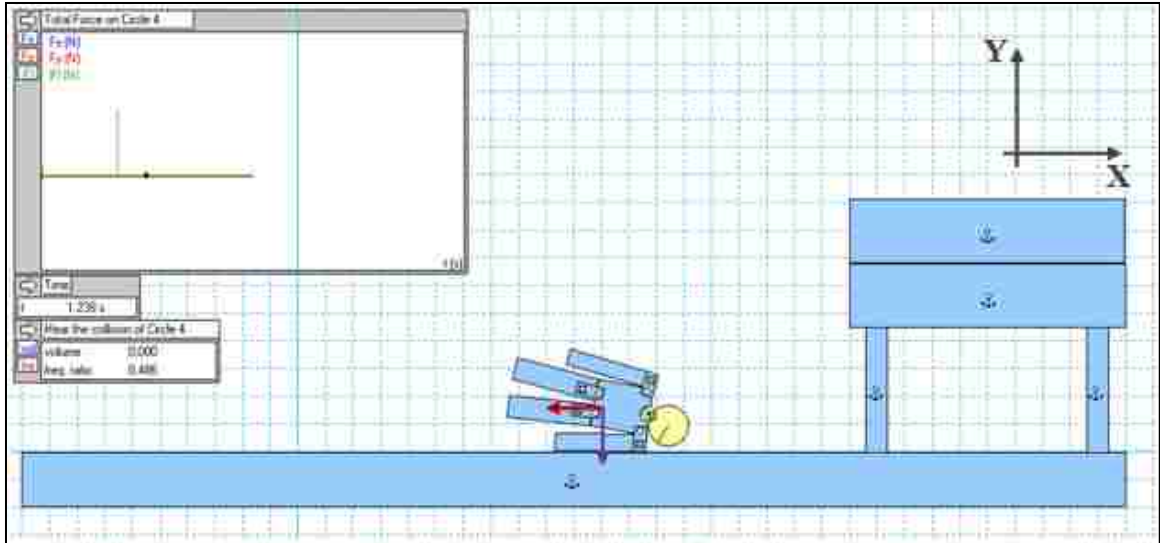 Total Force on Circle 4
Fx (N)
Fy (N)
t (s)
Time
t 1.236 s
Hear the collision of Circle 4
volume 0.000
freq. ratio 0.486
Y
X